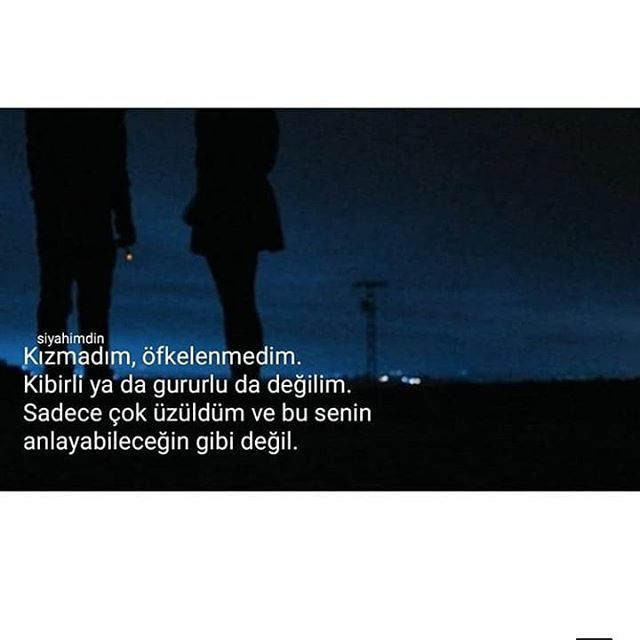 siyahimdin
Kızmadım, öfkelenmedim.
Kibirli ya da gururlu da değilim.
Sadece çok üzüldüm ve bu senin
anlayabileceğin gibi değil.